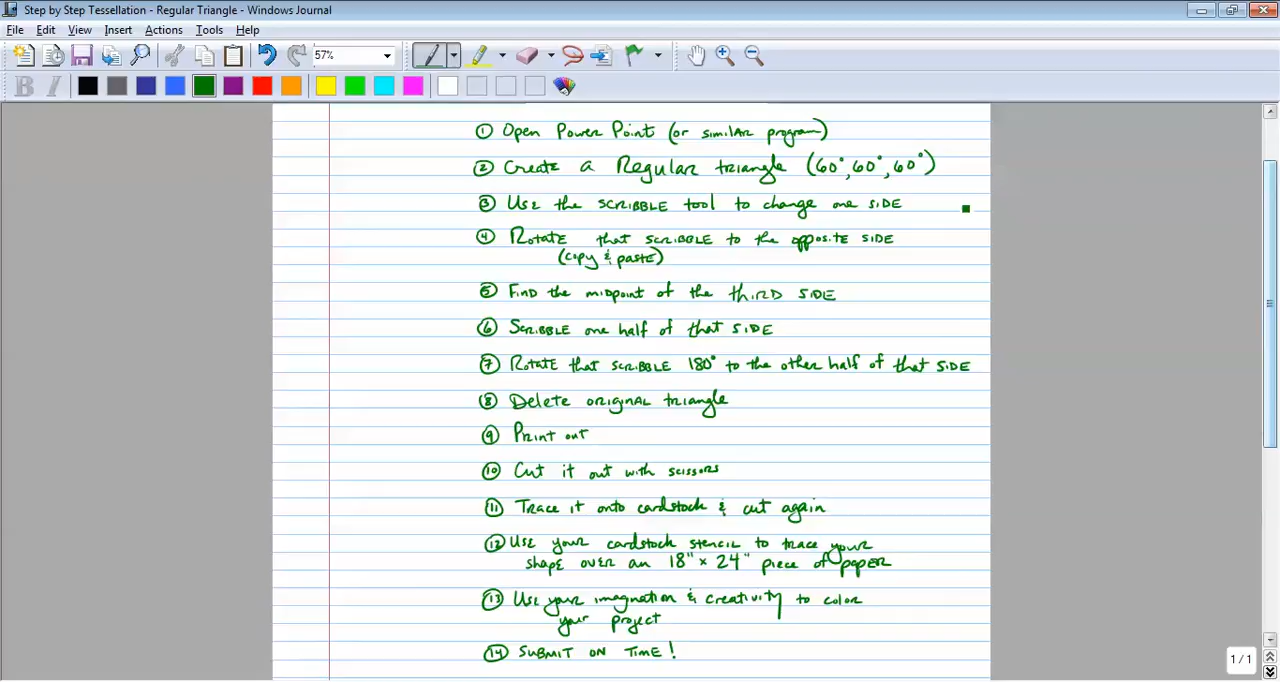 Step by Step Tessellation - Regular Triangle - Windows Journal
File Edit View Insert Actions Tools Help
57%
B I
① Open Power Point (or similar program)
② Create a Regular triangle (60°, 60°, 60°)
③ Use the scribble tool to change one side
④ Rotate that scribble to the opposite side
(copy & paste)
⑤ Find the midpoint of the third side
⑥ Scribble one half of that side
⑦ Rotate that scribble 180° to the other half of that side
⑧ Delete original triangle
⑨ Print out
⑩ Cut it out with scissors
⑪ Trace it onto cardstock & cut again
⑫ Use your cardstock stencil to trace your
shape over an 18" x 24" piece of paper
⑬ Use your imagination & creativity to color
your project
⑭ Submit on time!
1 / 1